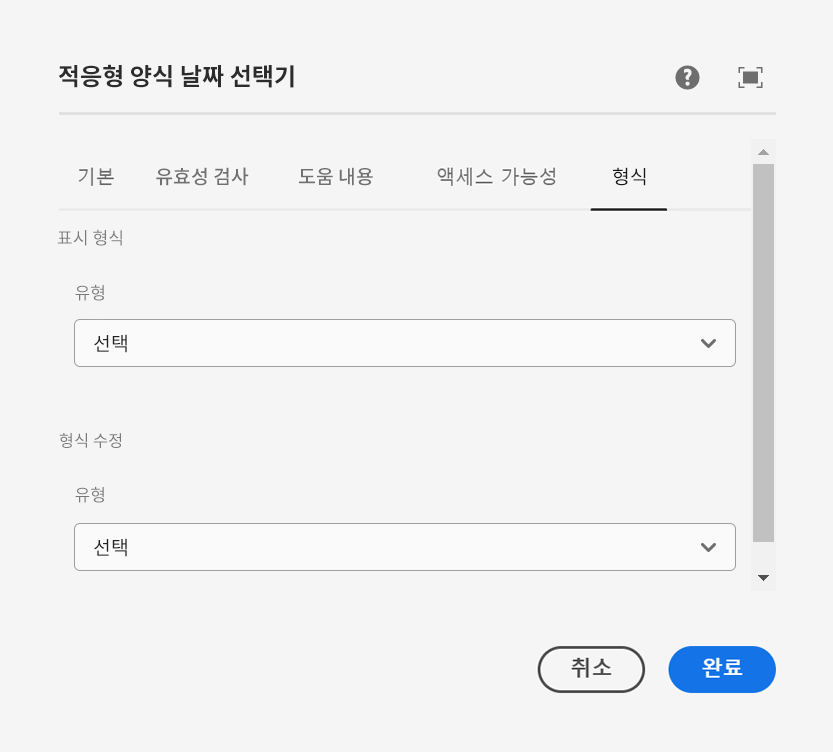 적응형 양식 날짜 선택기
기본 유효성 검사 도움 내용 액세스 가능성 형식
표시 형식
유형
선택
형식 수정
유형
선택
취소 완료